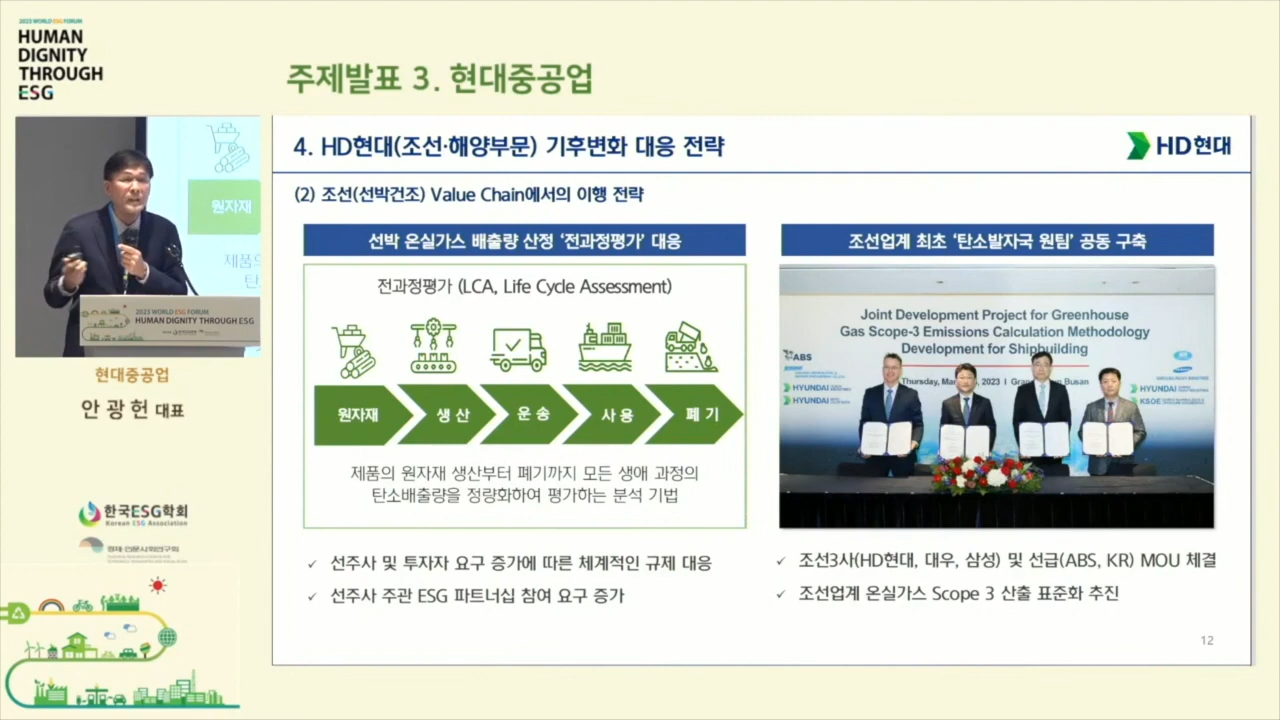 2023 WORLD ESG FORUM
HUMAN
DIGNITY
THROUGH
ESG
주제발표 3. 현대중공업
원자재
제품의
탄
2023 WORLD ESG FORUM
HUMAN DIGNITY THROUGH ESG
현대중공업
안 광 헌 대표
한국ESG학회
Korean ESG Association
4. HD현대(조선·해양부문) 기후변화 대응 전략
HD현대
(2) 조선(선박건조) Value Chain에서의 이행 전략
선박 온실가스 배출량 산정 '전과정평가' 대응
전과정평가 (LCA, Life Cycle Assessment)
원자재
생 산
운 송
사 용
폐 기
제품의 원자재 생산부터 폐기까지 모든 생애 과정의
탄소배출량을 정량화하여 평가하는 분석 기법
✓ 선주사 및 투자자 요구 증가에 따른 체계적인 규제 대응
✓ 선주사 주관 ESG 파트너십 참여 요구 증가
조선업계 최초 '탄소발자국 원팀' 공동 구축
Joint Development Project for Greenhouse
Gas Scope-3 Emissions Calculation Methodology
Development for Shipbuilding
Thursday, 2023 I Busan
ABS
HYUNDAI
HYUNDAI
HYUNDAI
KSOE
✓ 조선3사(HD현대, 대우, 삼성) 및 선급(ABS, KR) MOU 체결
✓ 조선업계 온실가스 Scope 3 산출 표준화 추진
12